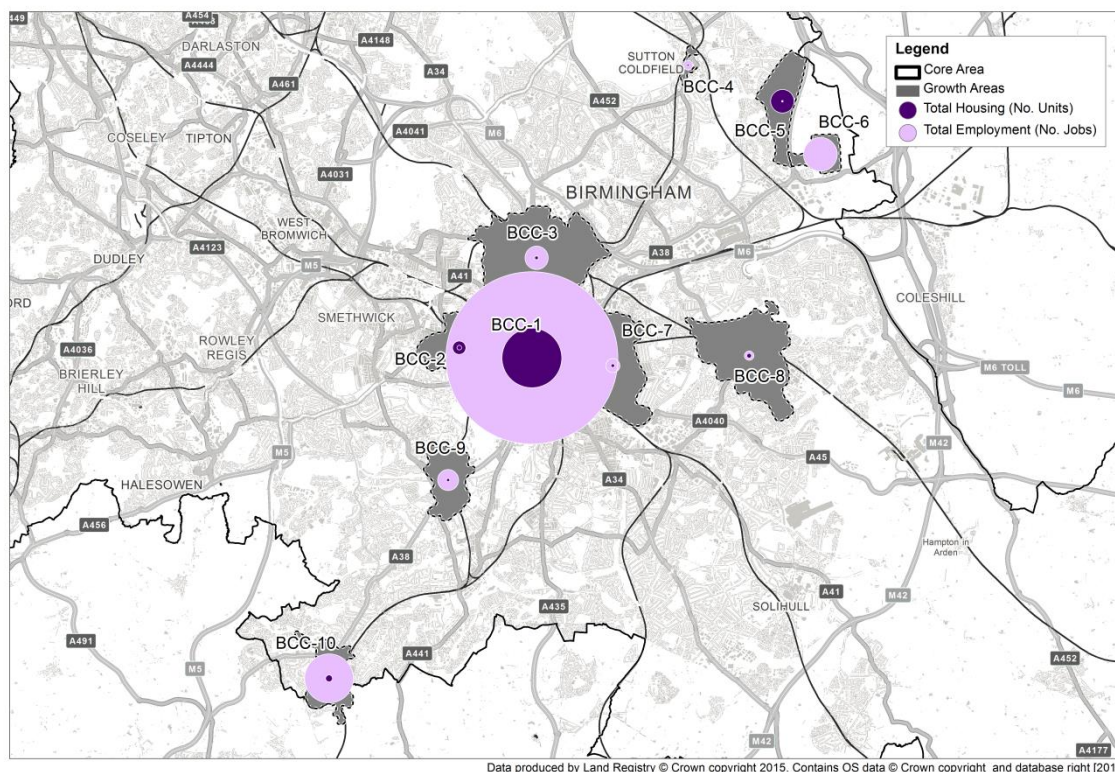 A454
A4148
DARLASTON
A4444
A461
A34
SUTTON
COLDFIELD
A452
BCC-4
Legend
Core Area
Growth Areas
Total Housing (No. Units)
Total Employment (No. Jobs)
COSELEY
TIPTON
A4041
M6
BCC-5
BCC-6
A4031
BIRMINGHAM
WEST
BROMWICH
A4123
M5
DUDLEY
BCC-3
A38
M6
A41
COLESHILL
SMETHWICK
BCC-1
BCC-7
A4036
ROWLEY
REGIS
BCC-2
BRIERLEY
HILL
BCC-8
M6 TOLL
M6
A4040
M42
BCC-9
A45
M5
HALESOWEN
A34
A456
Hampton in
Arden
A38
A41
M42
A435
SOLIHULL
BCC-10
A441
A491
M5
A452
M42
A4177
Data produced by Land Registry © Crown copyright 2015. Contains OS data © Crown copyright and database right [201